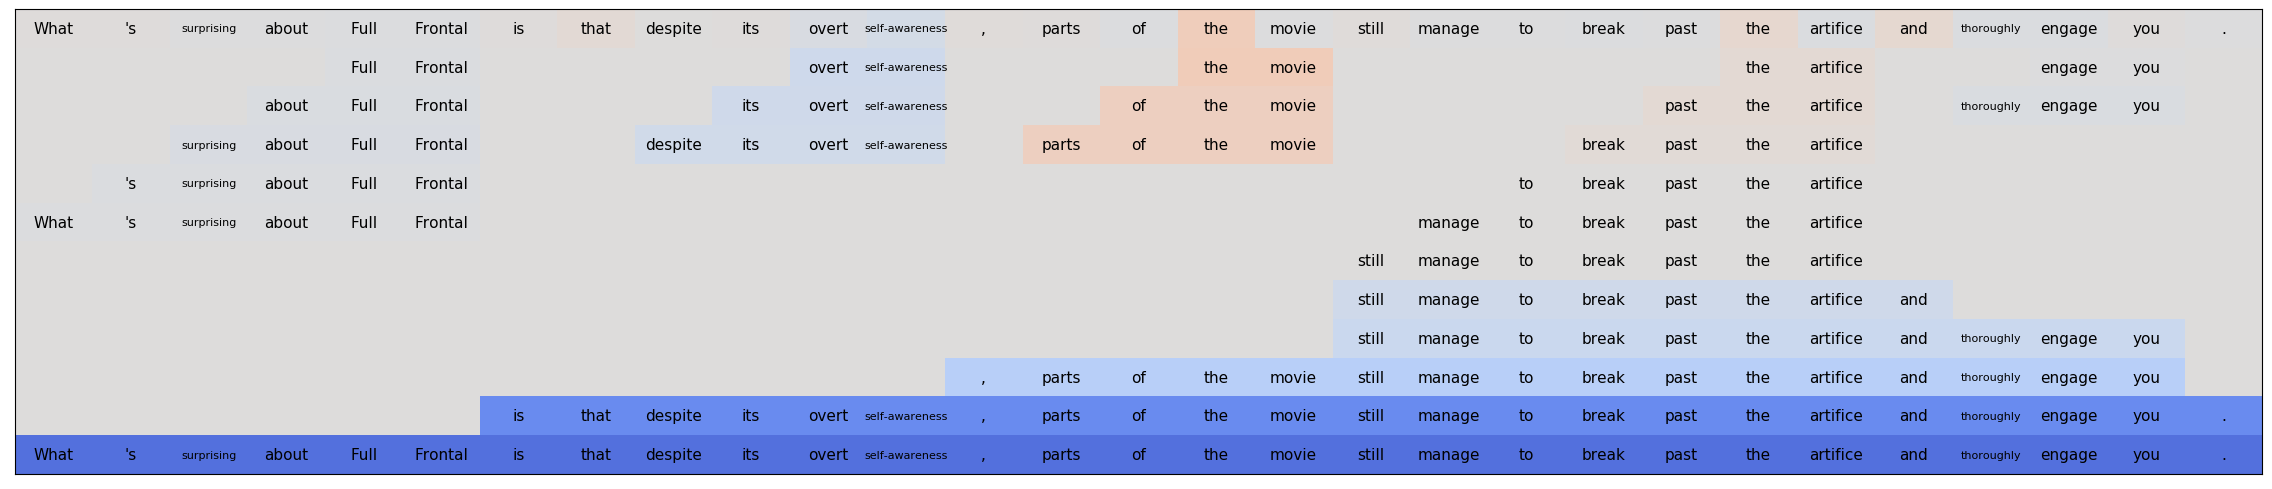 What 's surprising about Full Frontal is that despite its overt self-awareness , parts of the movie still manage to break past the artifice and thoroughly engage you .
Full Frontal overt self-awareness the movie the artifice engage you
about Full Frontal its overt self-awareness of the movie past the artifice thoroughly engage you
surprising about Full Frontal despite its overt self-awareness parts of the movie break past the artifice
's surprising about Full Frontal to break past the artifice
What 's surprising about Full Frontal manage to break past the artifice
still manage to break past the artifice
still manage to break past the artifice and
still manage to break past the artifice and thoroughly engage you
, parts of the movie still manage to break past the artifice and thoroughly engage you
is that despite its overt self-awareness , parts of the movie still manage to break past the artifice and thoroughly engage you .
What 's surprising about Full Frontal is that despite its overt self-awareness , parts of the movie still manage to break past the artifice and thoroughly engage you .